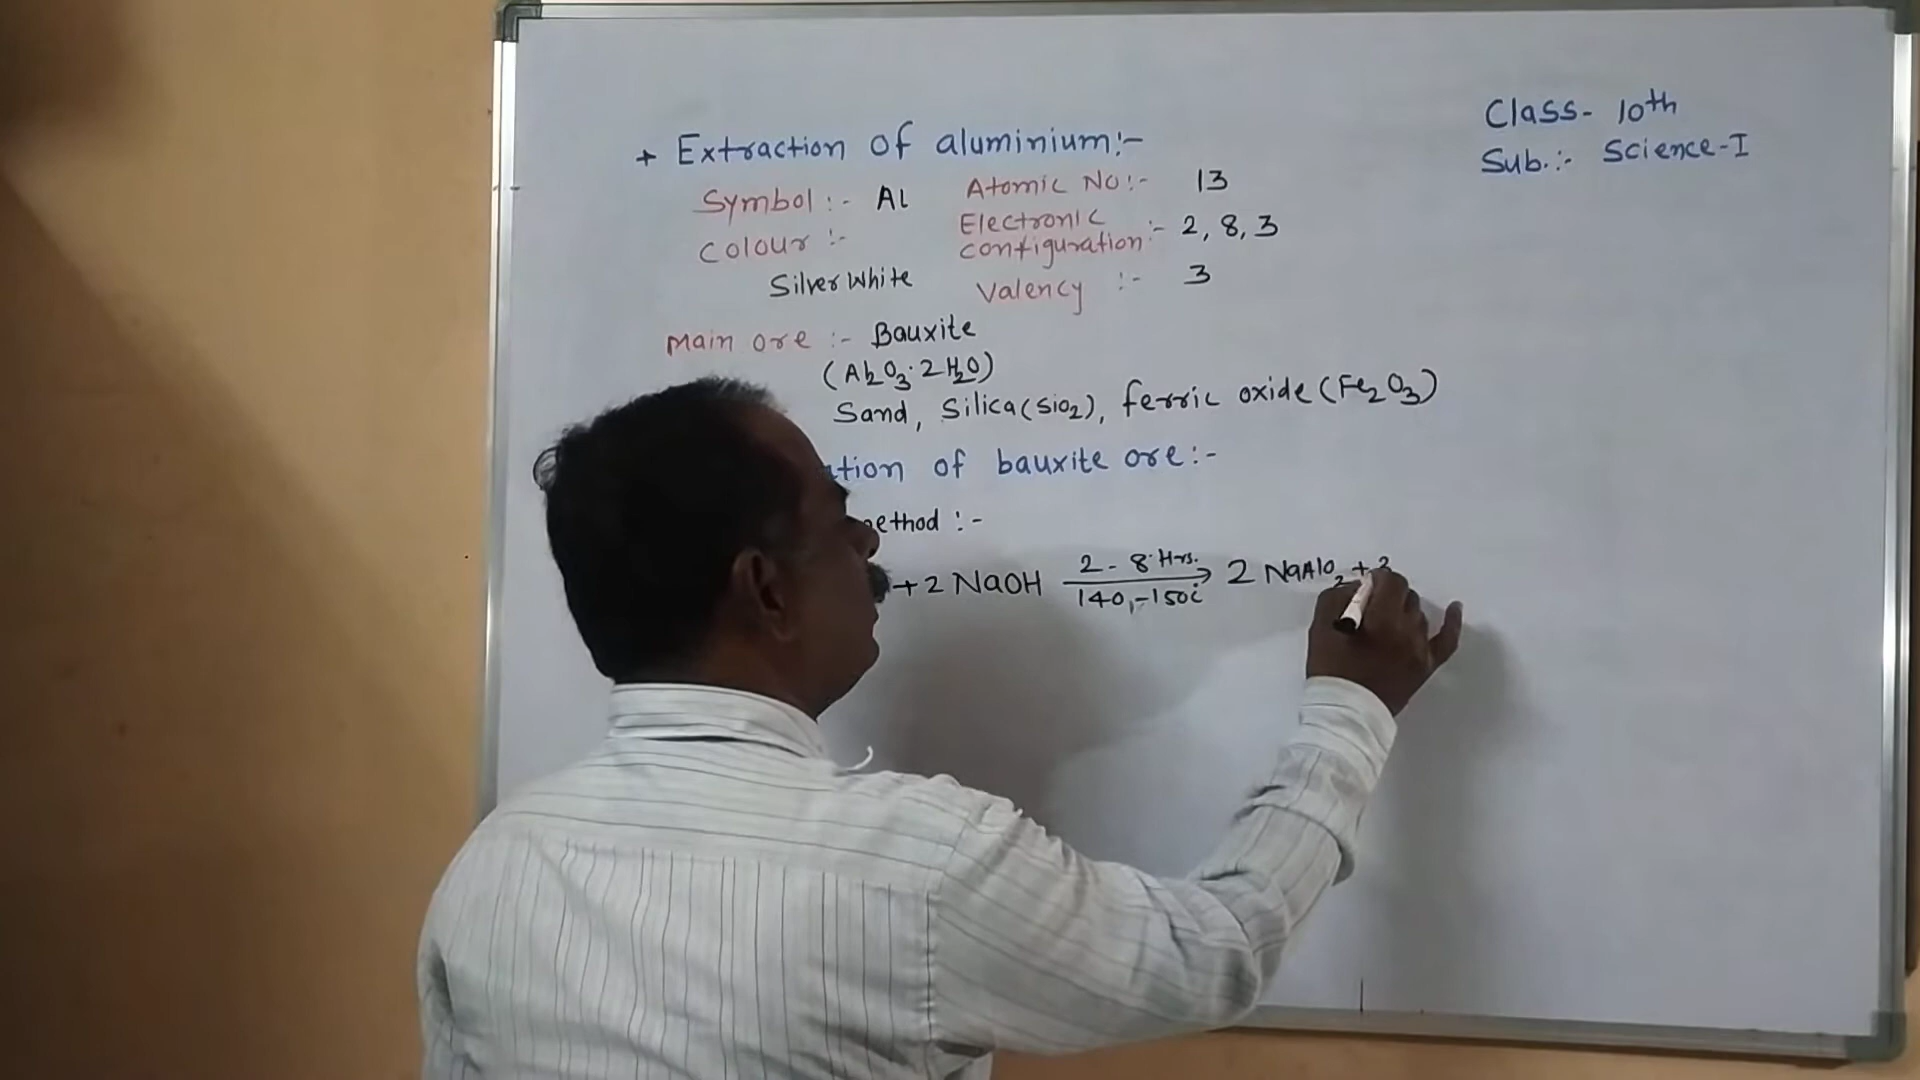 Class- 10th
Sub.:- Science-I
+ Extraction of aluminium:-
Symbol :- Al Atomic No:- 13
Colour :- Silver White
Electronic configuration :- 2, 8, 3
Valency :- 3
Main ore :- Bauxite
(Al2O3·2H2O)
Sand, Silica(SiO2), ferric oxide(Fe2O3)
of bauxite ore:-
:-
+2 NaOH 2 - 8 Hrs. 140 - 150 2 NaAlO2 +